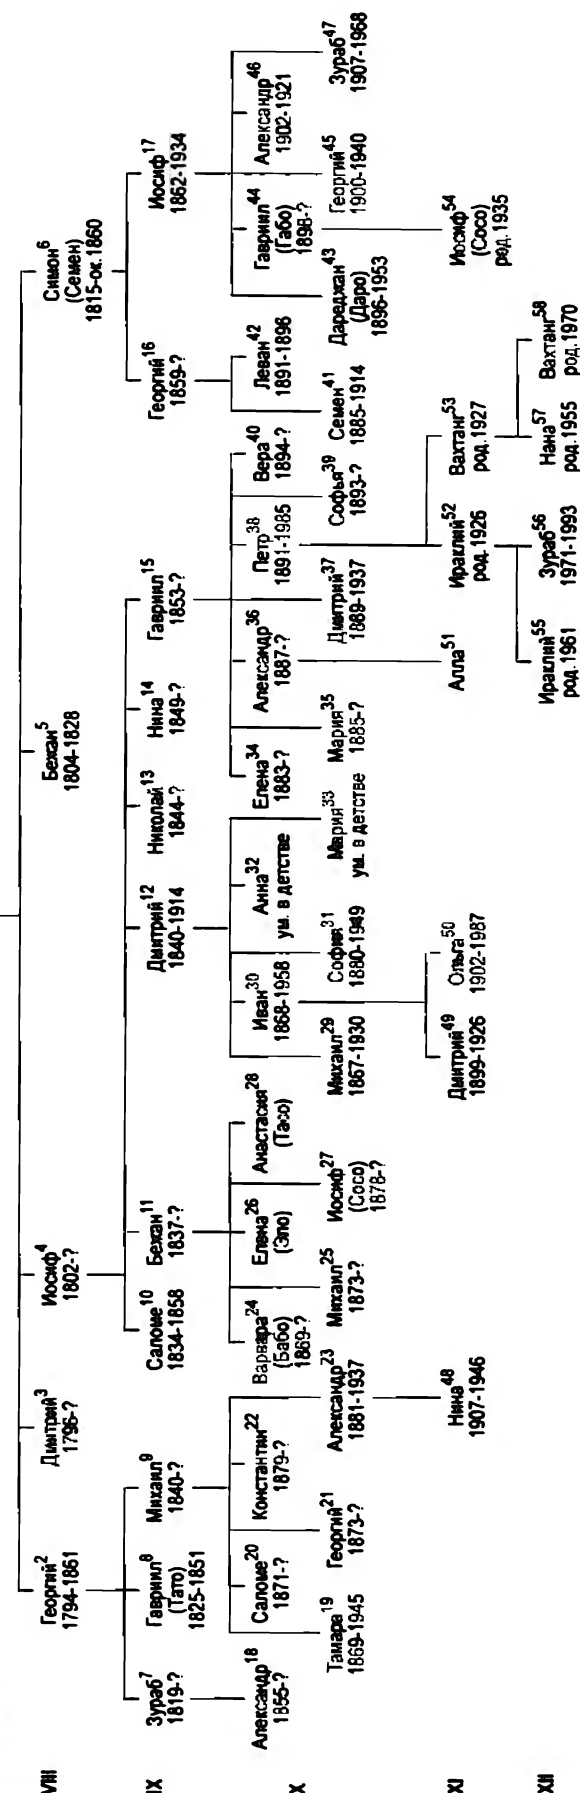 VIII
Георгий2
1794-1861
Дмитрий3
1796-?
Иосиф4
1802-?
Бежан5
1804-1828
Симон6
(Семен)
1815-ок.1860
IX
Зураб7
1819-?
Гавриил8
(Тато)
1825-1851
Михаил9
1840-?
Саломе10
1834-1858
Бежан11
1837-?
Дмитрий12
1840-1914
Николай13
1844-?
Нина14
1849-?
Гавриил15
1853-?
Георгий16
1859-?
Иосиф17
1862-1934
X
Александр18
1855-?
Тамара19
1869-1945
Саломе20
1871-?
Георгий21
1873-?
Константин22
1879-?
Александр23
1881-1937
Варвара24
(Бабо)
1869-?
Михаил25
1873-?
Елена26
(Эло)
Иосиф27
(Сосо)
1878-?
Анастасия28
(Тасо)
Михаил29
1867-1930
Иван30
1868-1958
София31
1880-1949
Анна32
ум. в детстве
Мария33
ум. в детстве
Елена34
1883-?
Мария35
1885-?
Александр36
1887-?
Дмитрий37
1889-1937
Петр38
1891-1985
Софья39
1893-?
Вера40
1894-?
Семен41
1885-1914
Леван42
1891-1896
Дареджан43
(Даро)
1896-1953
Гавриил44
(Габо)
1898-?
Георгий45
1900-1940
Александр46
1902-1921
Зураб47
1907-1968
XI
Нина48
1907-1946
Дмитрий49
1899-1926
Ольга50
1902-1987
Алла51
Ираклий52
род.1926
Вахтанг53
род.1927
Иосиф54
(Сосо)
род.1935
XII
Ираклий55
род.1961
Зураб56
1971-1993
Нана57
род.1955
Вахтанг58
род.1970